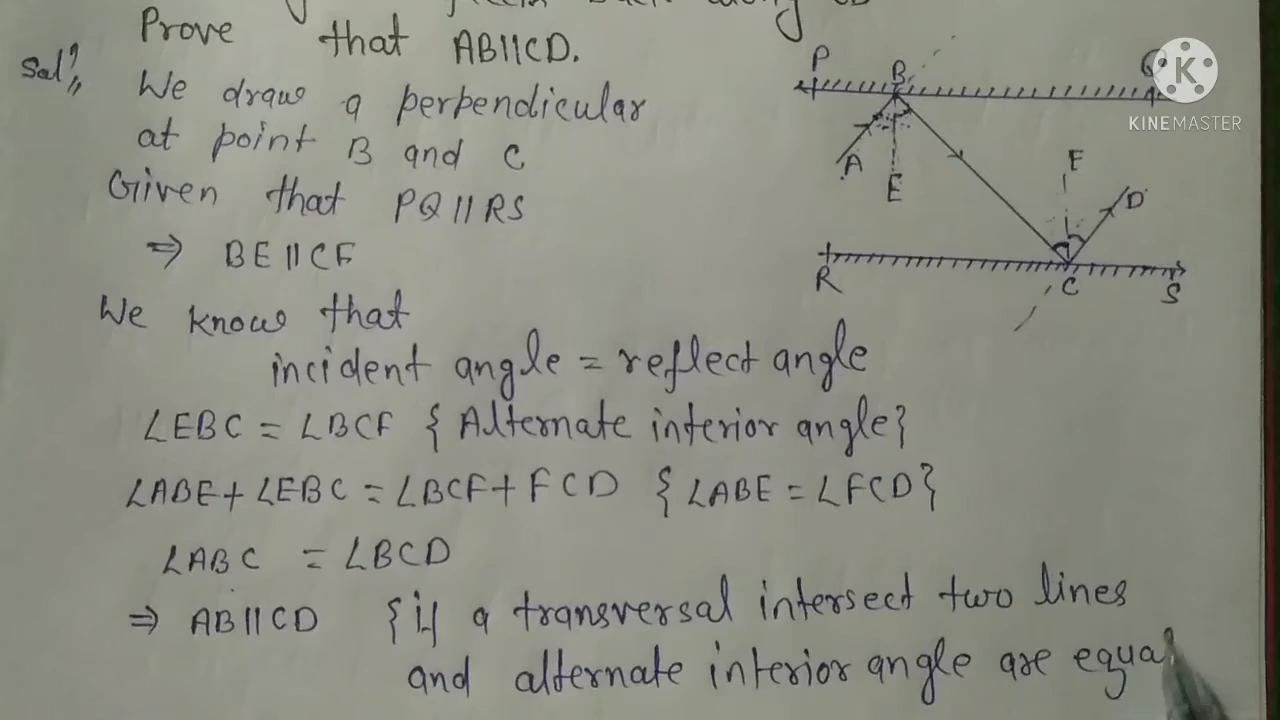 Prove that AB||CD.
Sol?,, We draw a perpendicular
at point B and C
Given that PQ||RS
⇒ BE||CF
We know that
incident angle = reflect angle
∠EBC = ∠BCF { Alternate interior angle}
∠ABE+∠EBC = ∠BCF+FCD { ∠ABE = ∠FCD}
∠ABC = ∠BCD
⇒ AB||CD {if a transversal intersect two lines
and alternate interior angle are equa
P B Q
A E F D
R C S
K
KINEMASTER